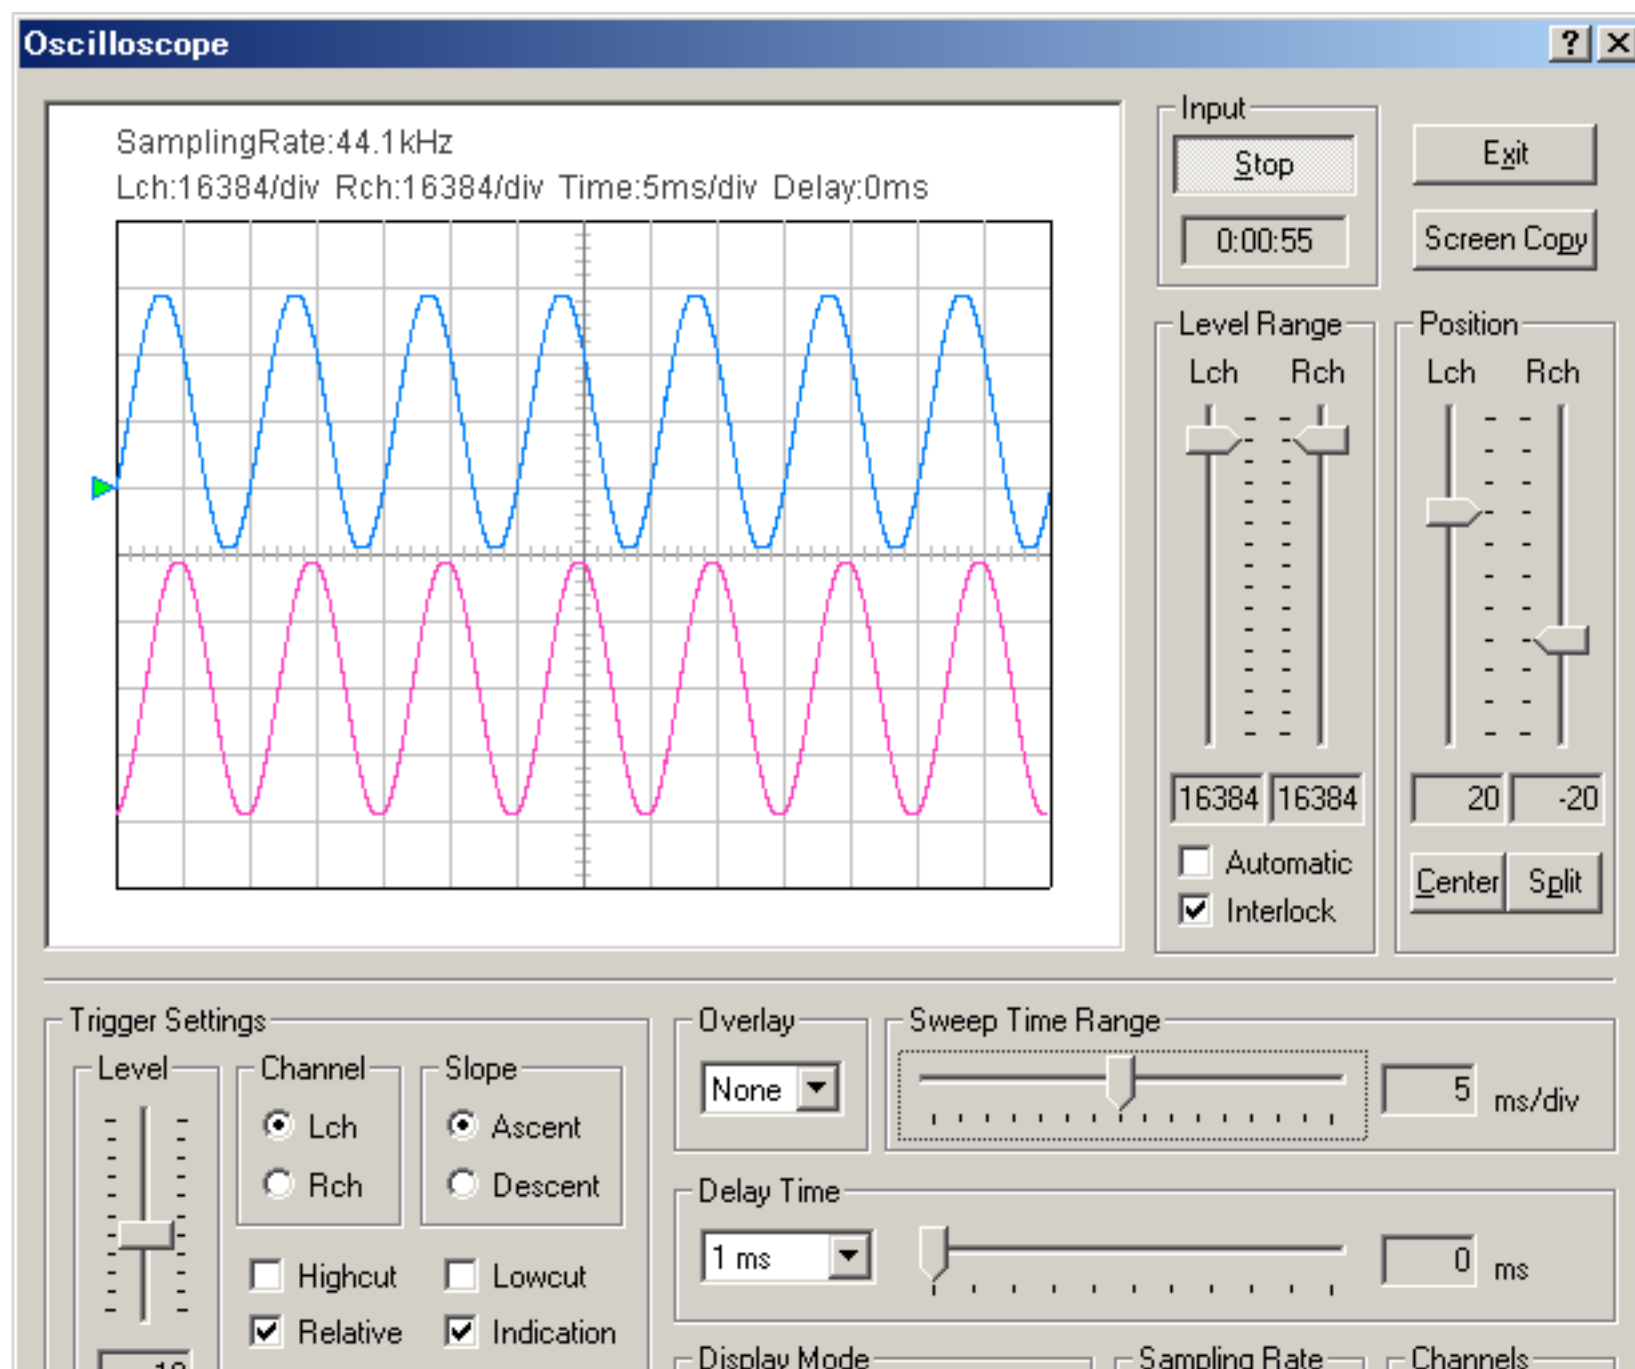 Oscilloscope
SamplingRate:44.1kHz
Lch:16384/div Rch:16384/div Time:5ms/div Delay:0ms
Input
Stop
0:00:55
Exit
Screen Copy
Level Range
Lch Rch
16384 16384
Automatic
Interlock
Position
Lch Rch
20 -20
Center Split
Trigger Settings
Level
Channel
Lch
Rch
Slope
Ascent
Descent
Highcut Lowcut
Relative Indication
Overlay
None
Sweep Time Range
5 ms/div
Delay Time
1 ms
0 ms
Display Mode
Sampling Rate
Channels